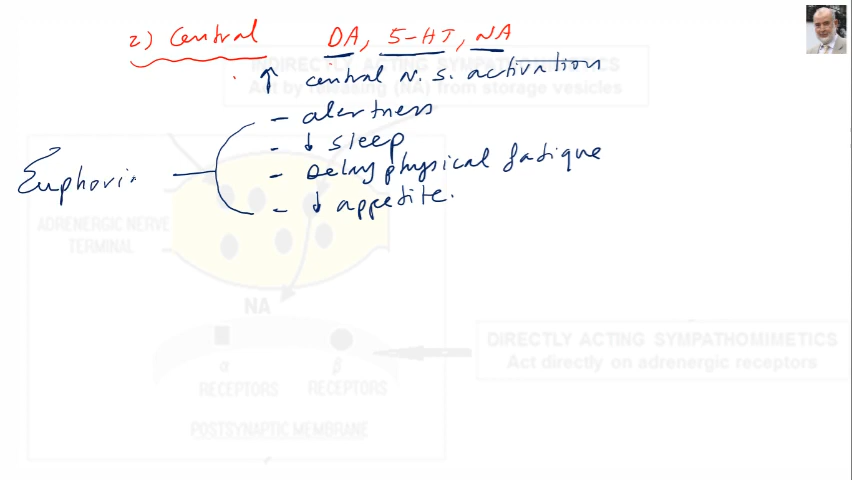 2) Central DA, 5-HT, NA
↑ central N.S. activation
- alertness
- ↓ sleep
Euphoria
- Delay physical fatique
- ↓ appetite.
INDIRECTLY ACTING SYMPATHOMIMETICS
Act by releasing (NA) from storage vesicles
ADRENERGIC NERVE
TERMINAL
NA
DIRECTLY ACTING SYMPATHOMIMETICS
Act directly on adrenergic receptors
α β
RECEPTORS RECEPTORS
POSTSYNAPTIC MEMBRANE